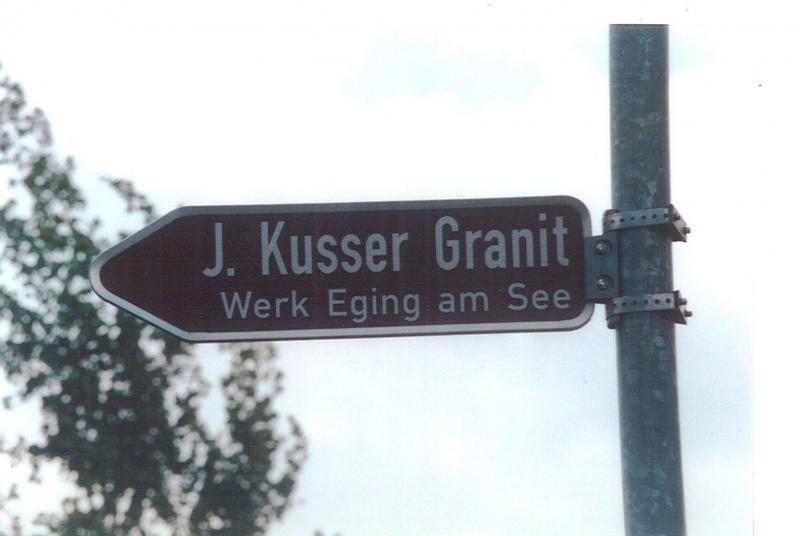 J. Kusser Granit
Werk Eging am See